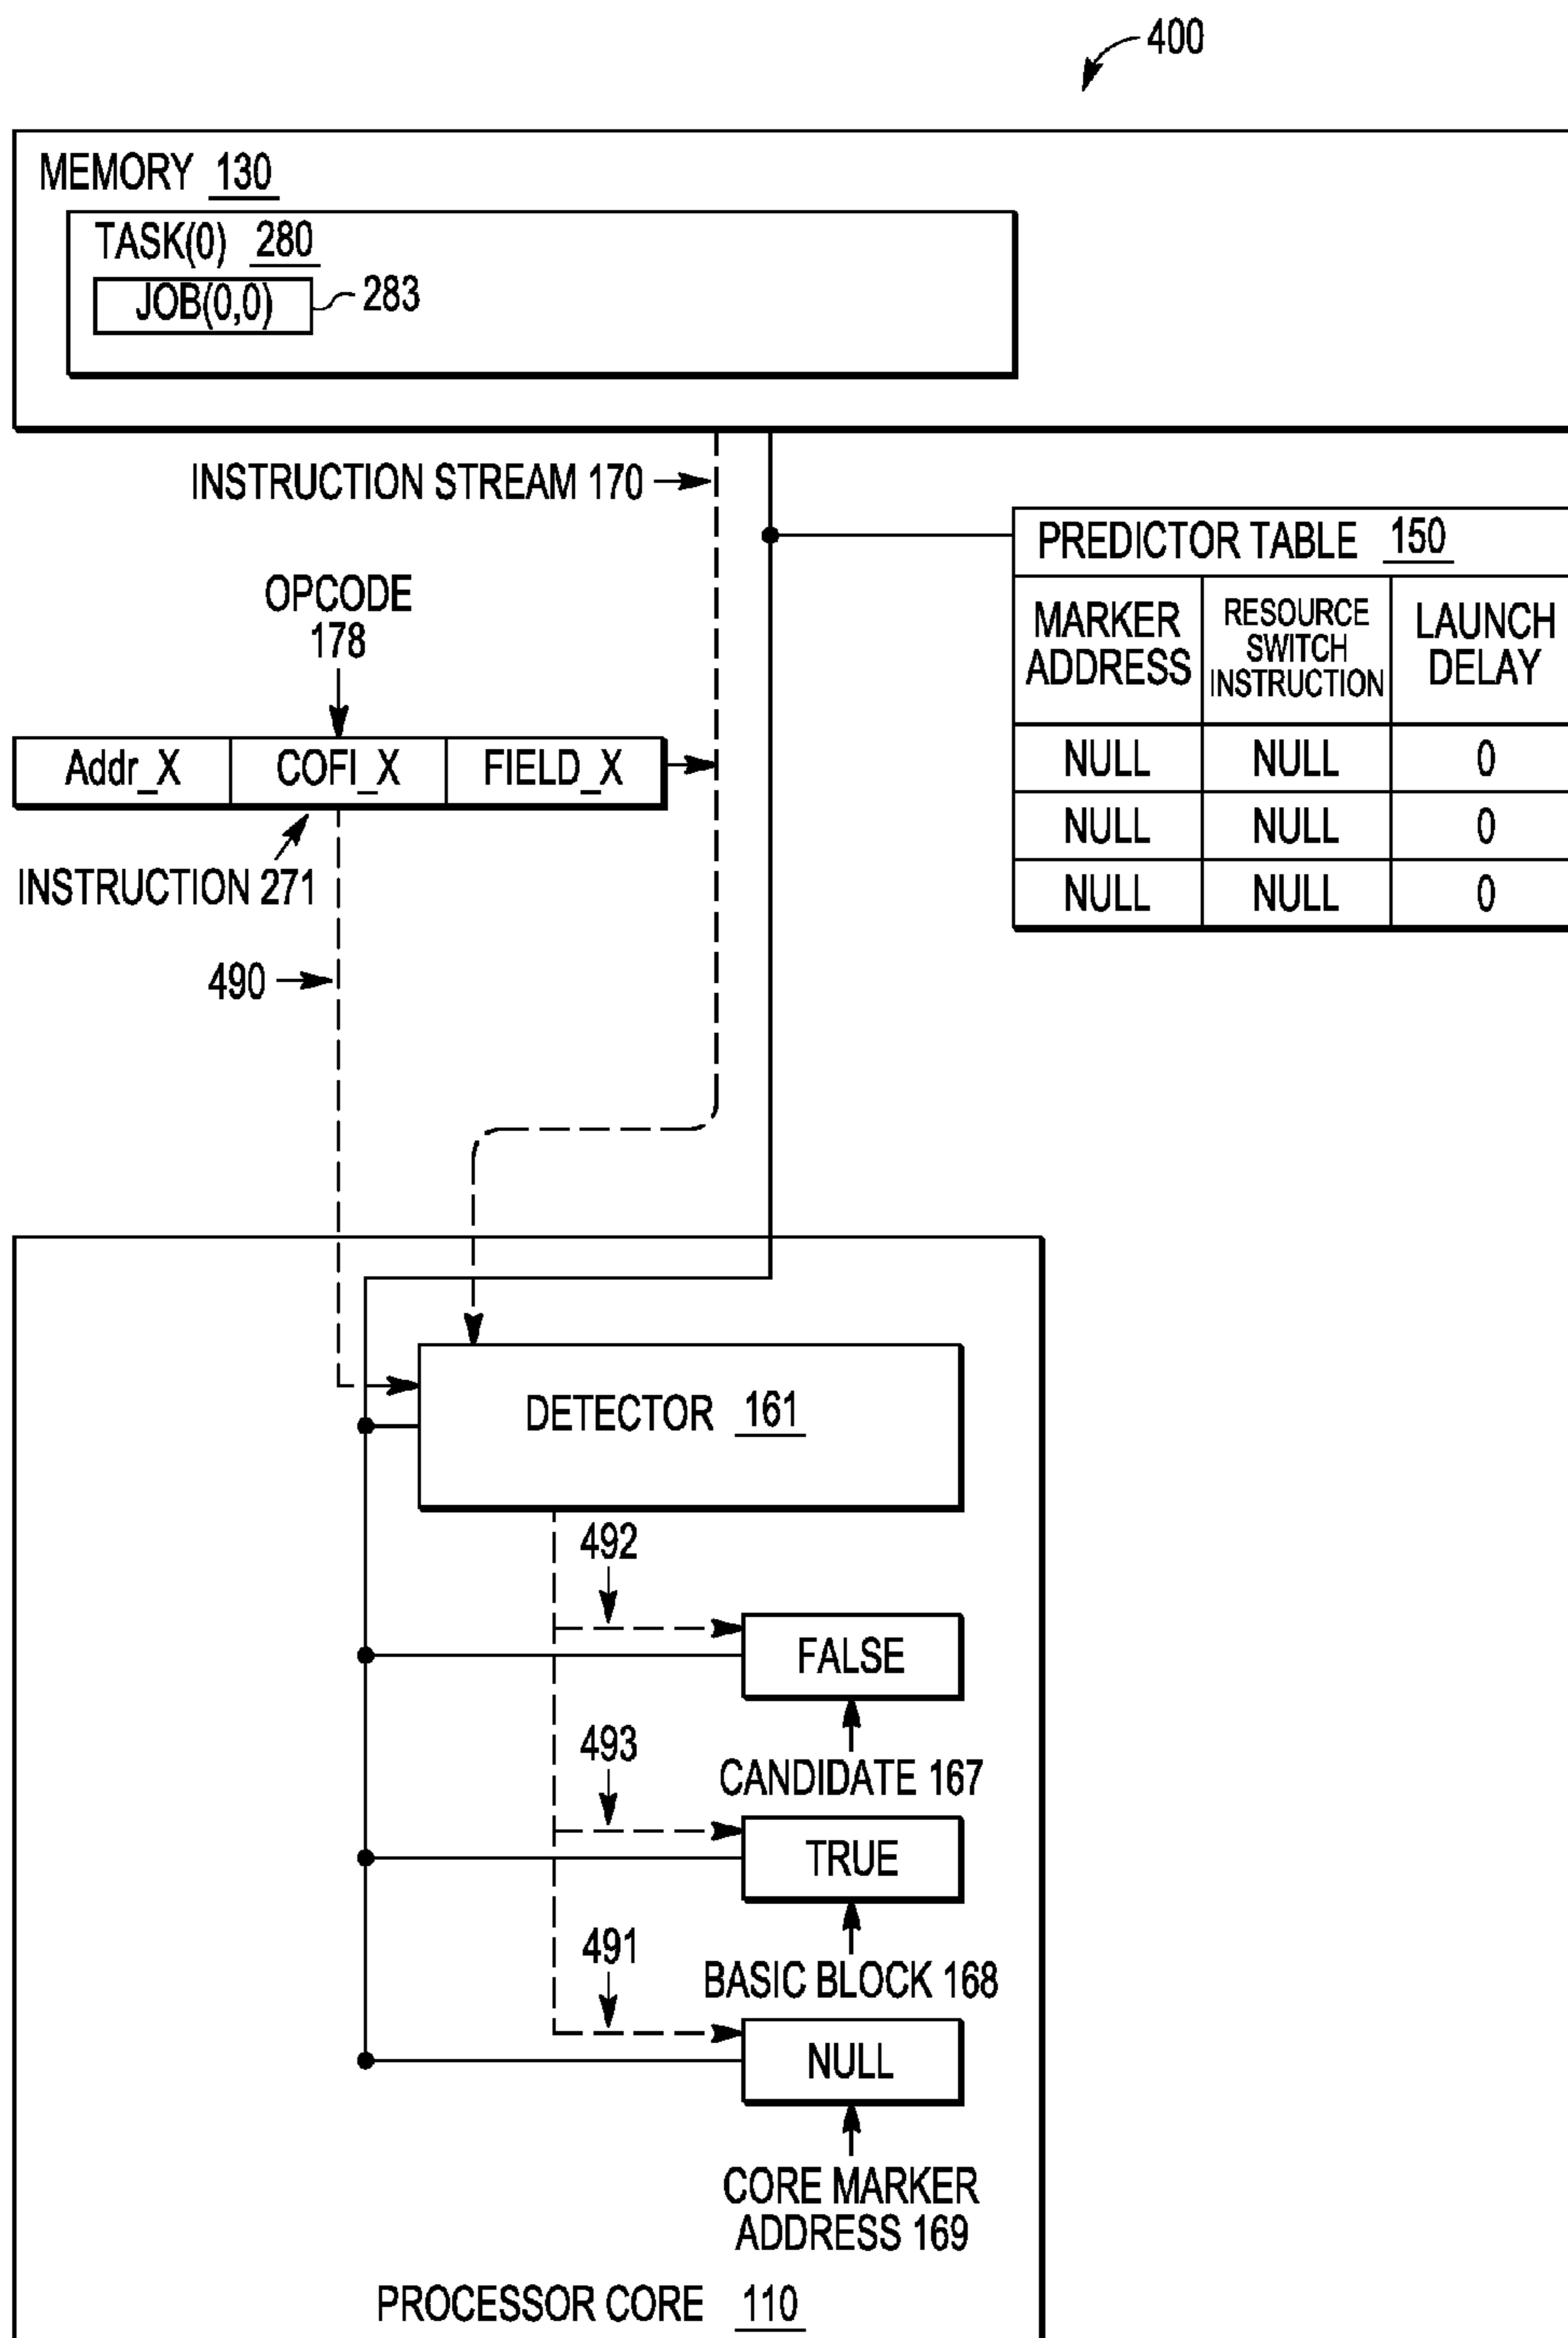 400
MEMORY 130
TASK(0) 280
JOB(0,0) 283
INSTRUCTION STREAM 170
PREDICTOR TABLE 150
MARKER ADDRESS
RESOURCE SWITCH INSTRUCTION
LAUNCH DELAY
NULL NULL 0
NULL NULL 0
NULL NULL 0
OPCODE
178
Addr_X COFI_X FIELD_X
INSTRUCTION 271
490
DETECTOR 161
492
FALSE
CANDIDATE 167
493
TRUE
BASIC BLOCK 168
491
NULL
CORE MARKER
ADDRESS 169
PROCESSOR CORE 110